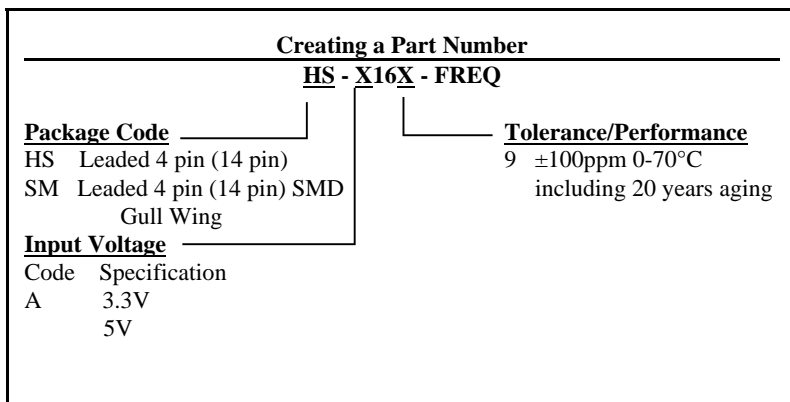 Creating a Part Number
HS - X16X - FREQ
Package Code
HS Leaded 4 pin (14 pin)
SM Leaded 4 pin (14 pin) SMD
Gull Wing
Input Voltage
Code Specification
A 3.3V
5V
Tolerance/Performance
9 ±100ppm 0-70°C
including 20 years aging